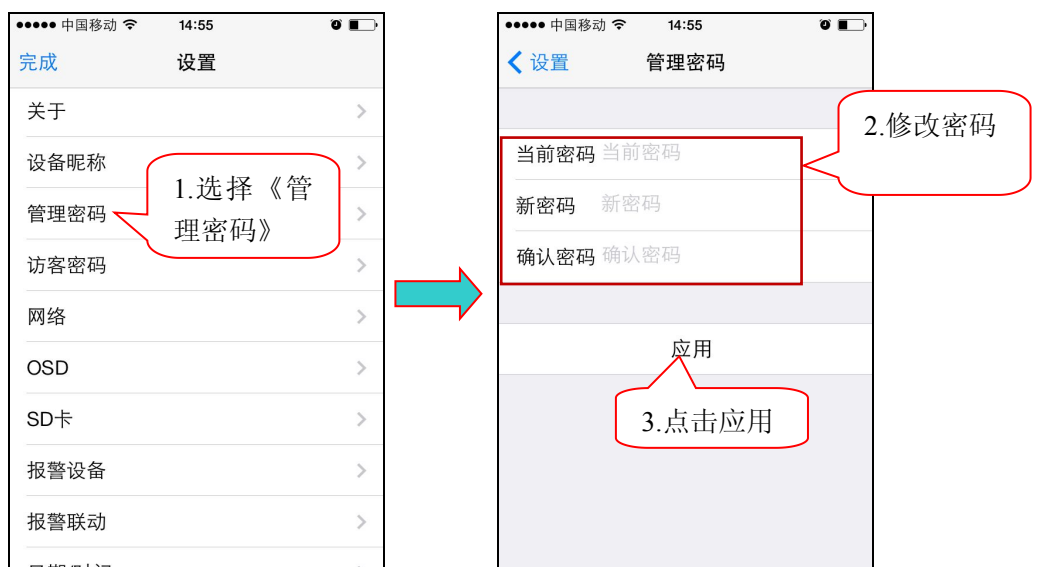 中国移动 14:55
完成 设置
关于
设备昵称
管理密码
1.选择《管
理密码》
访客密码
网络
OSD
SD卡
报警设备
报警联动
中国移动 14:55
设置 管理密码
2.修改密码
当前密码 当前密码
新密码 新密码
确认密码 确认密码
应用
3.点击应用